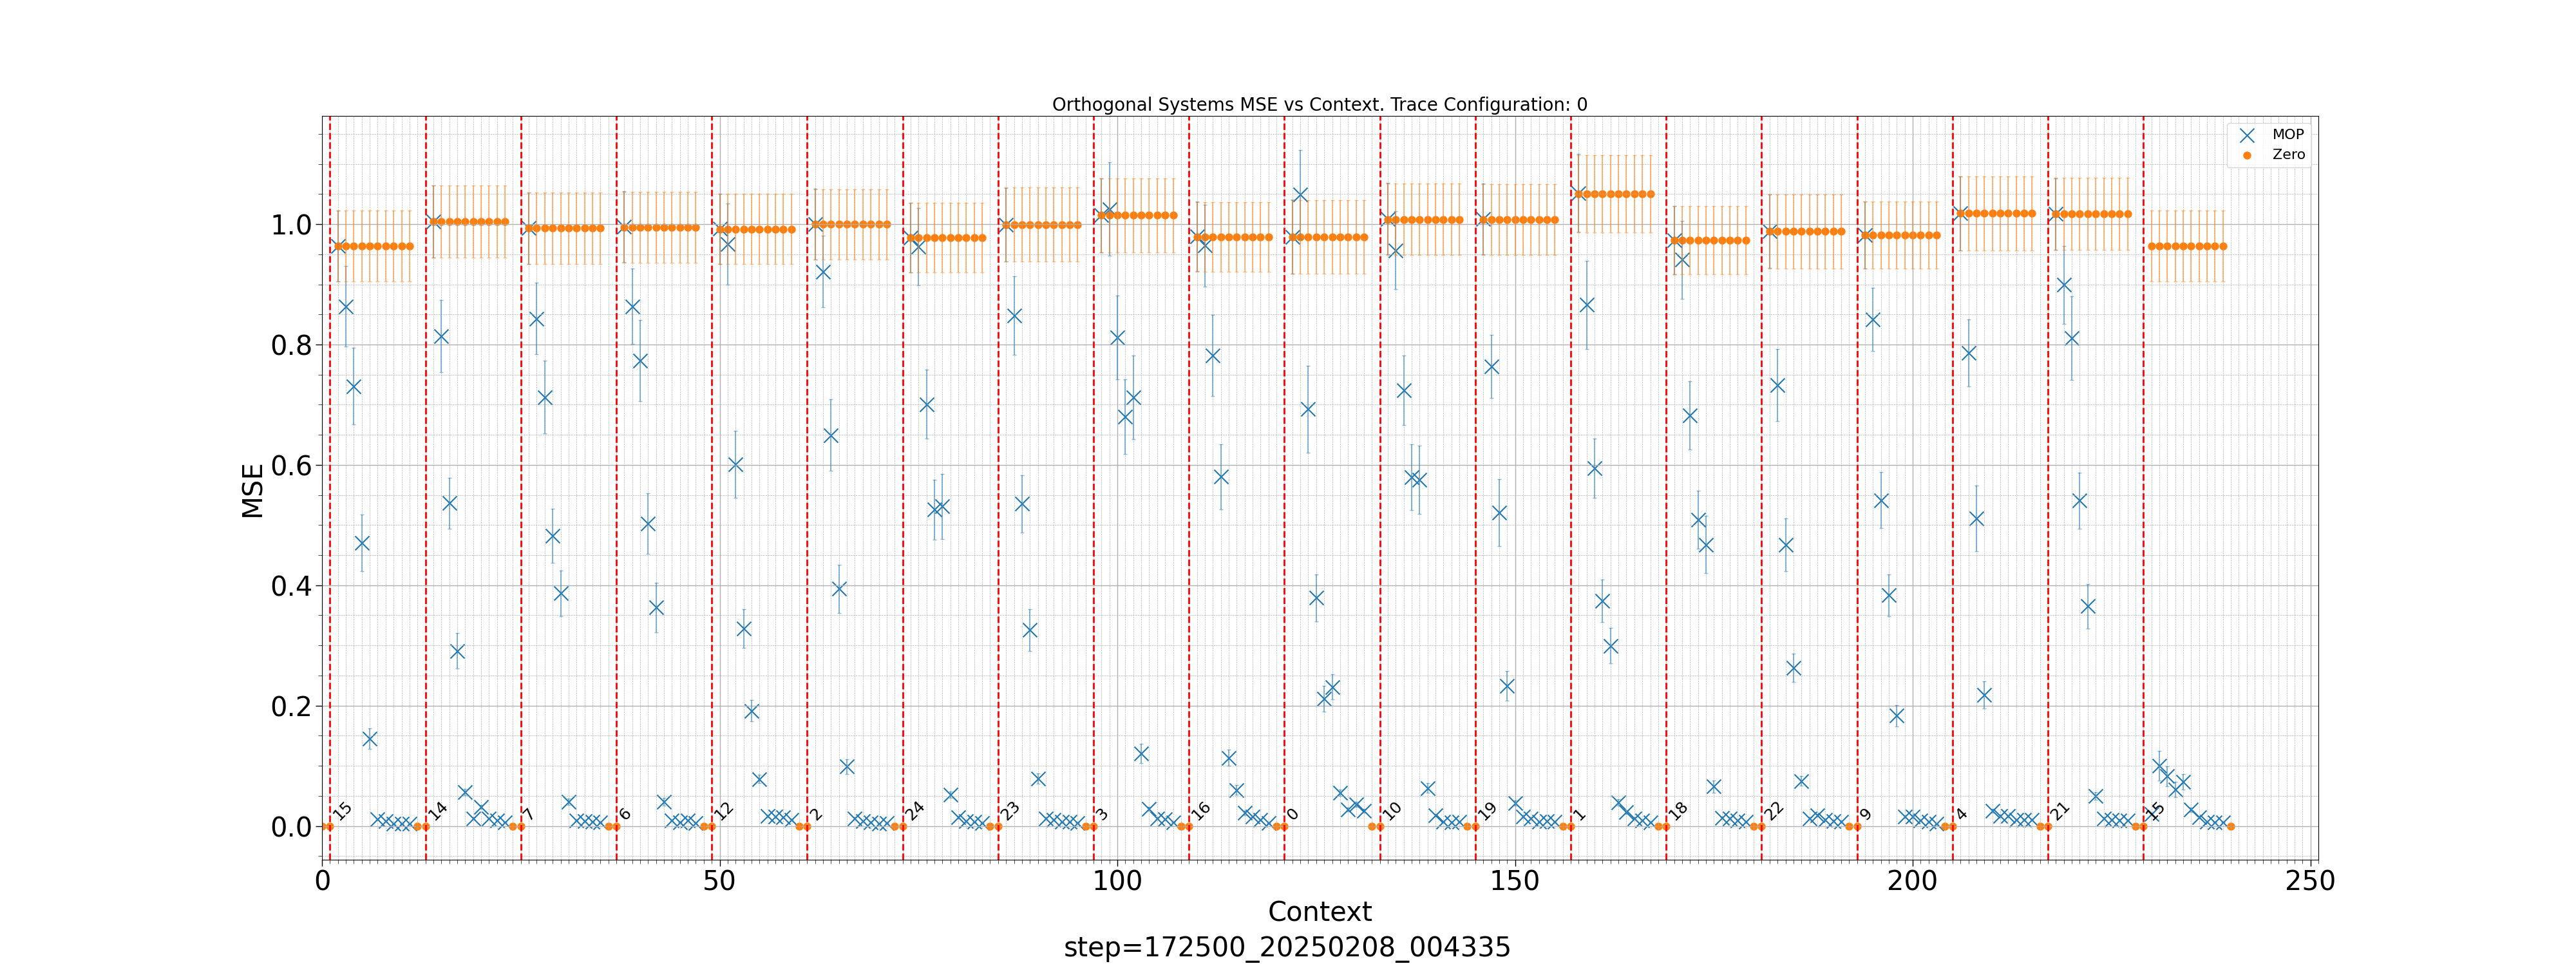 Orthogonal Systems MSE vs Context. Trace Configuration: 0
MOP
Zero
MSE
1.0
0.8
0.6
0.4
0.2
0.0
15 14 7 6 12 2 24 23 3 16 0 10 19 1 18 22 9 4 21 15
0 50 100 150 200 250
Context
step=172500_20250208_004335